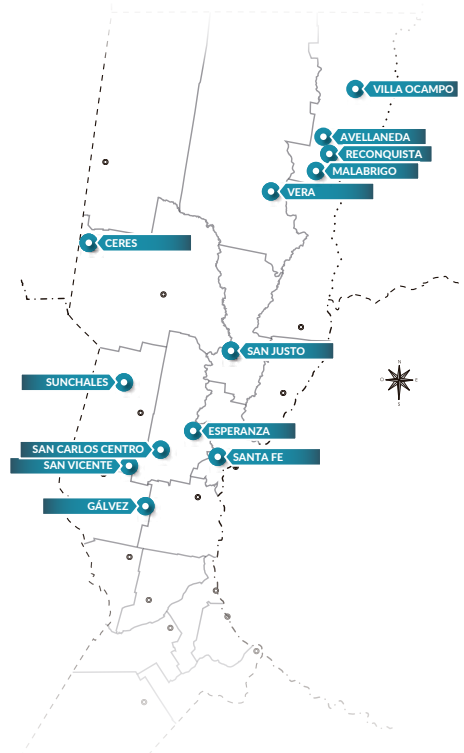 VILLA OCAMPO
AVELLANEDA
RECONQUISTA
MALABRIGO
VERA
CERES
SAN JUSTO
N
O E
S
SUNCHALES
ESPERANZA
SAN CARLOS CENTRO
SANTA FE
SAN VICENTE
GÁLVEZ